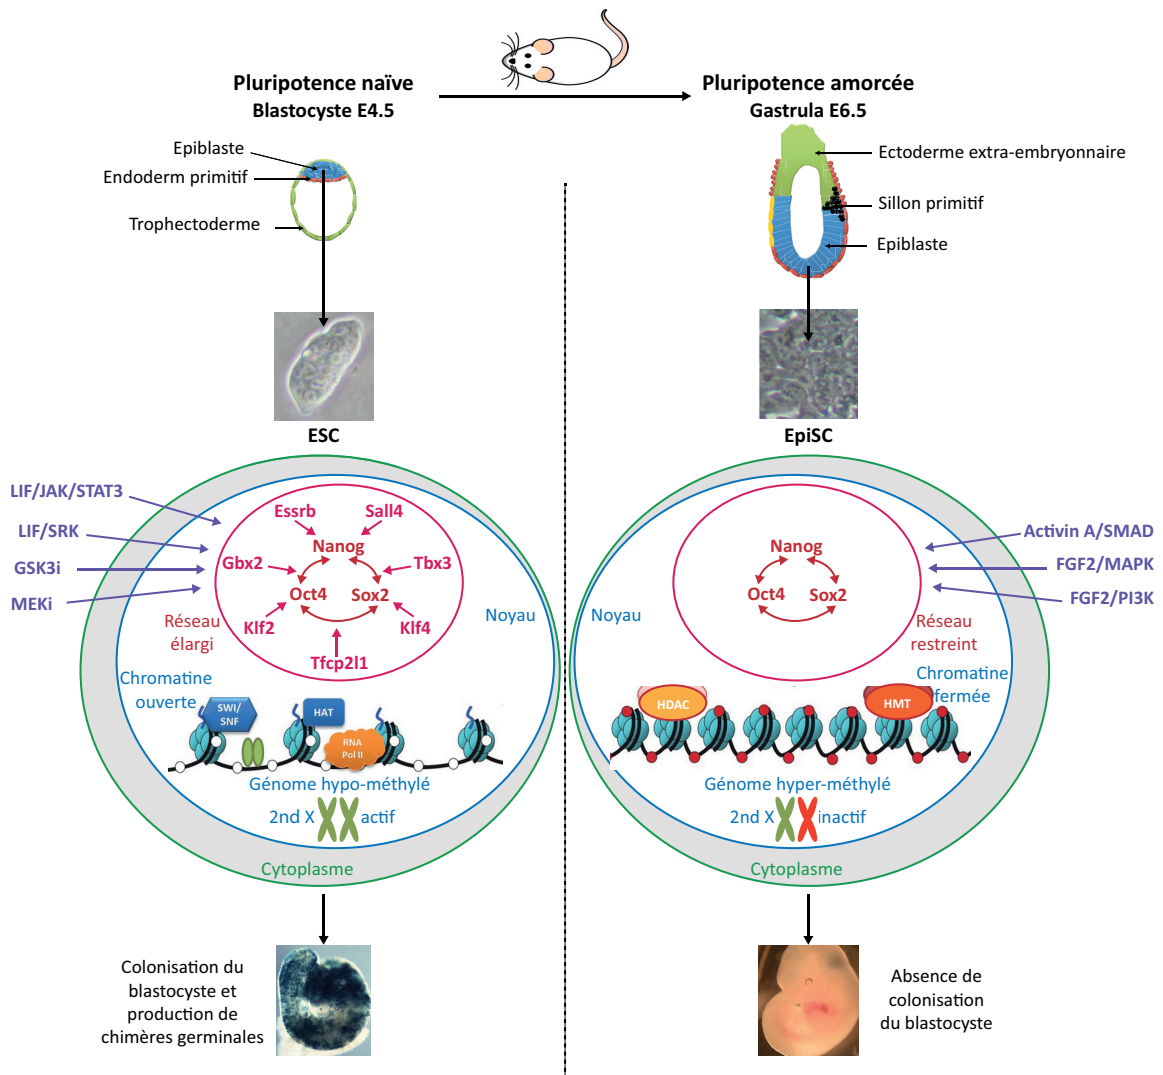 Pluripotence naïve
Blastocyste E4.5
Pluripotence amorcée
Gastrula E6.5
Epiblaste
Endoderm primitif
Trophectoderme
Ectoderme extra-embryonnaire
Sillon primitif
Epiblaste
ESC
EpiSC
LIF/JAK/STAT3
LIF/SRK
GSK3i
MEKi
Essrb
Sall4
Nanog
Gbx2
Tbx3
Oct4
Sox2
Klf2
Klf4
Tfcp2l1
Réseau
élargi
Noyau
Chromatine
ouverte
SWI/
SNF
HAT
RNA
Pol II
Génome hypo-méthylé
2nd X
actif
Cytoplasme
Colonisation du
blastocyste et
production de
chimères germinales
Activin A/SMAD
FGF2/MAPK
FGF2/PI3K
Nanog
Oct4
Sox2
Noyau
Réseau
restreint
Chromatine
fermée
HDAC
HMT
Génome hyper-méthylé
2nd X
inactif
Cytoplasme
Absence de
colonisation
du blastocyste